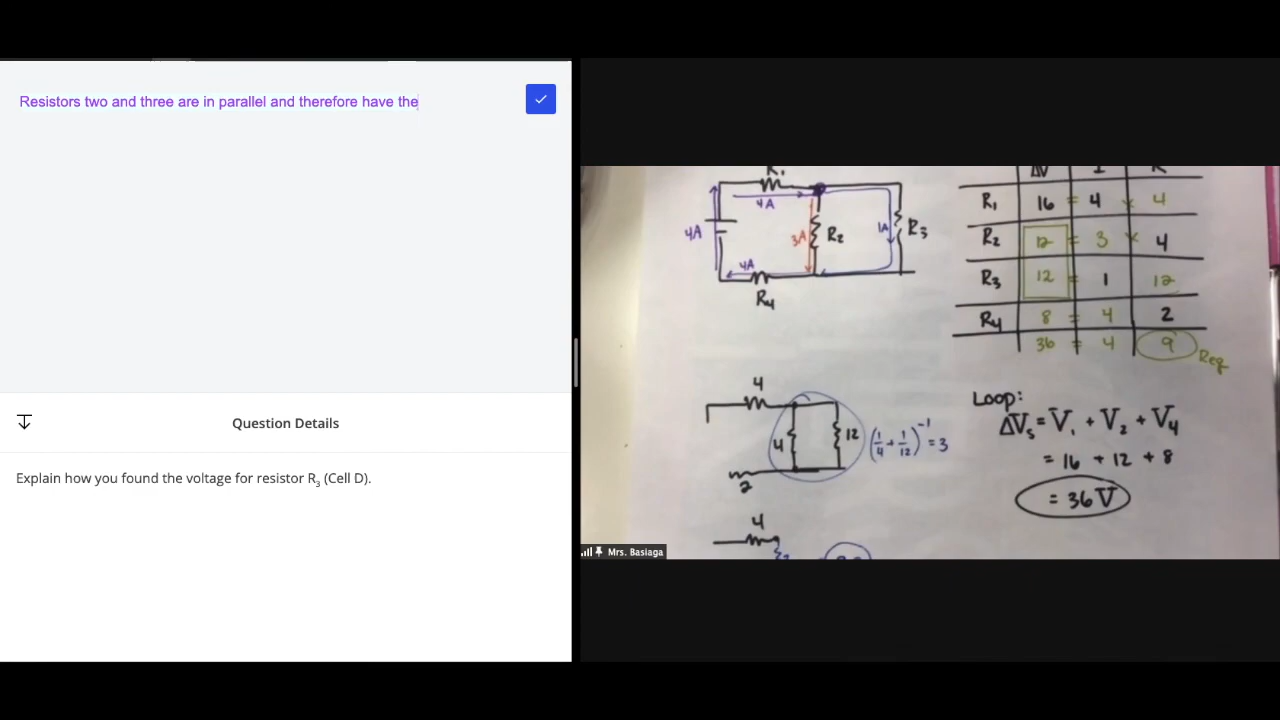 Resistors two and three are in parallel and therefore have the
Question Details
Explain how you found the voltage for resistor R₃ (Cell D).
R₁
4A
4A
3A
R₂
1A
R₃
4A
R₄
ΔV I R
R₁ 16 = 4 × 4
R₂ 12 = 3 × 4
R₃ 12 = 1 12
R₄ 8 = 4 2
36 = 4 9 Req
4
4
12
(1/4 + 1/12)⁻¹ = 3
2
4
Loop:
ΔVₛ = V₁ + V₂ + V₄
= 16 + 12 + 8
= 36 V
Mrs. Basiaga